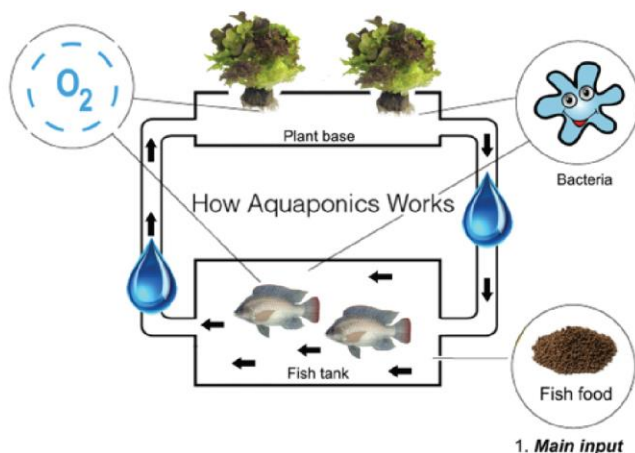 O2
Plant base
Bacteria
How Aquaponics Works
Fish tank
Fish food
1. Main input